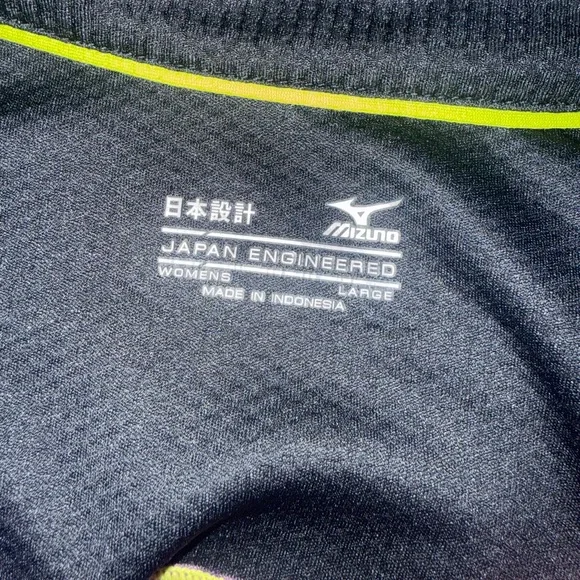 日本設計 MIZUNO
JAPAN ENGINEERED
WOMENS LARGE
MADE IN INDONESIA